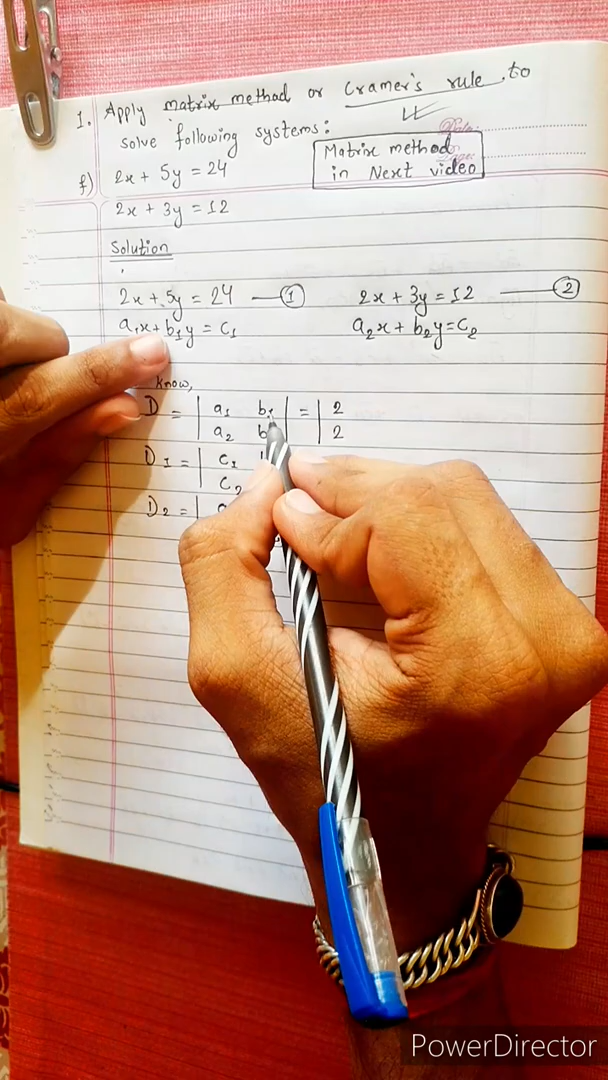 1. Apply matrix method or Cramer's rule to
solve following systems:
Matrix method
in Next video
f) 2x + 5y = 24
2x + 3y = 12
Solution
2x + 5y = 24 — ① 2x + 3y = 12 — ②
a₁x + b₁y = c₁ a₂x + b₂y = c₂
know,
D = | a₁ b₁ | = | 2
| a₂ b | 2
D₁ = | c₁
| c₂
D₂ = |
PowerDirector